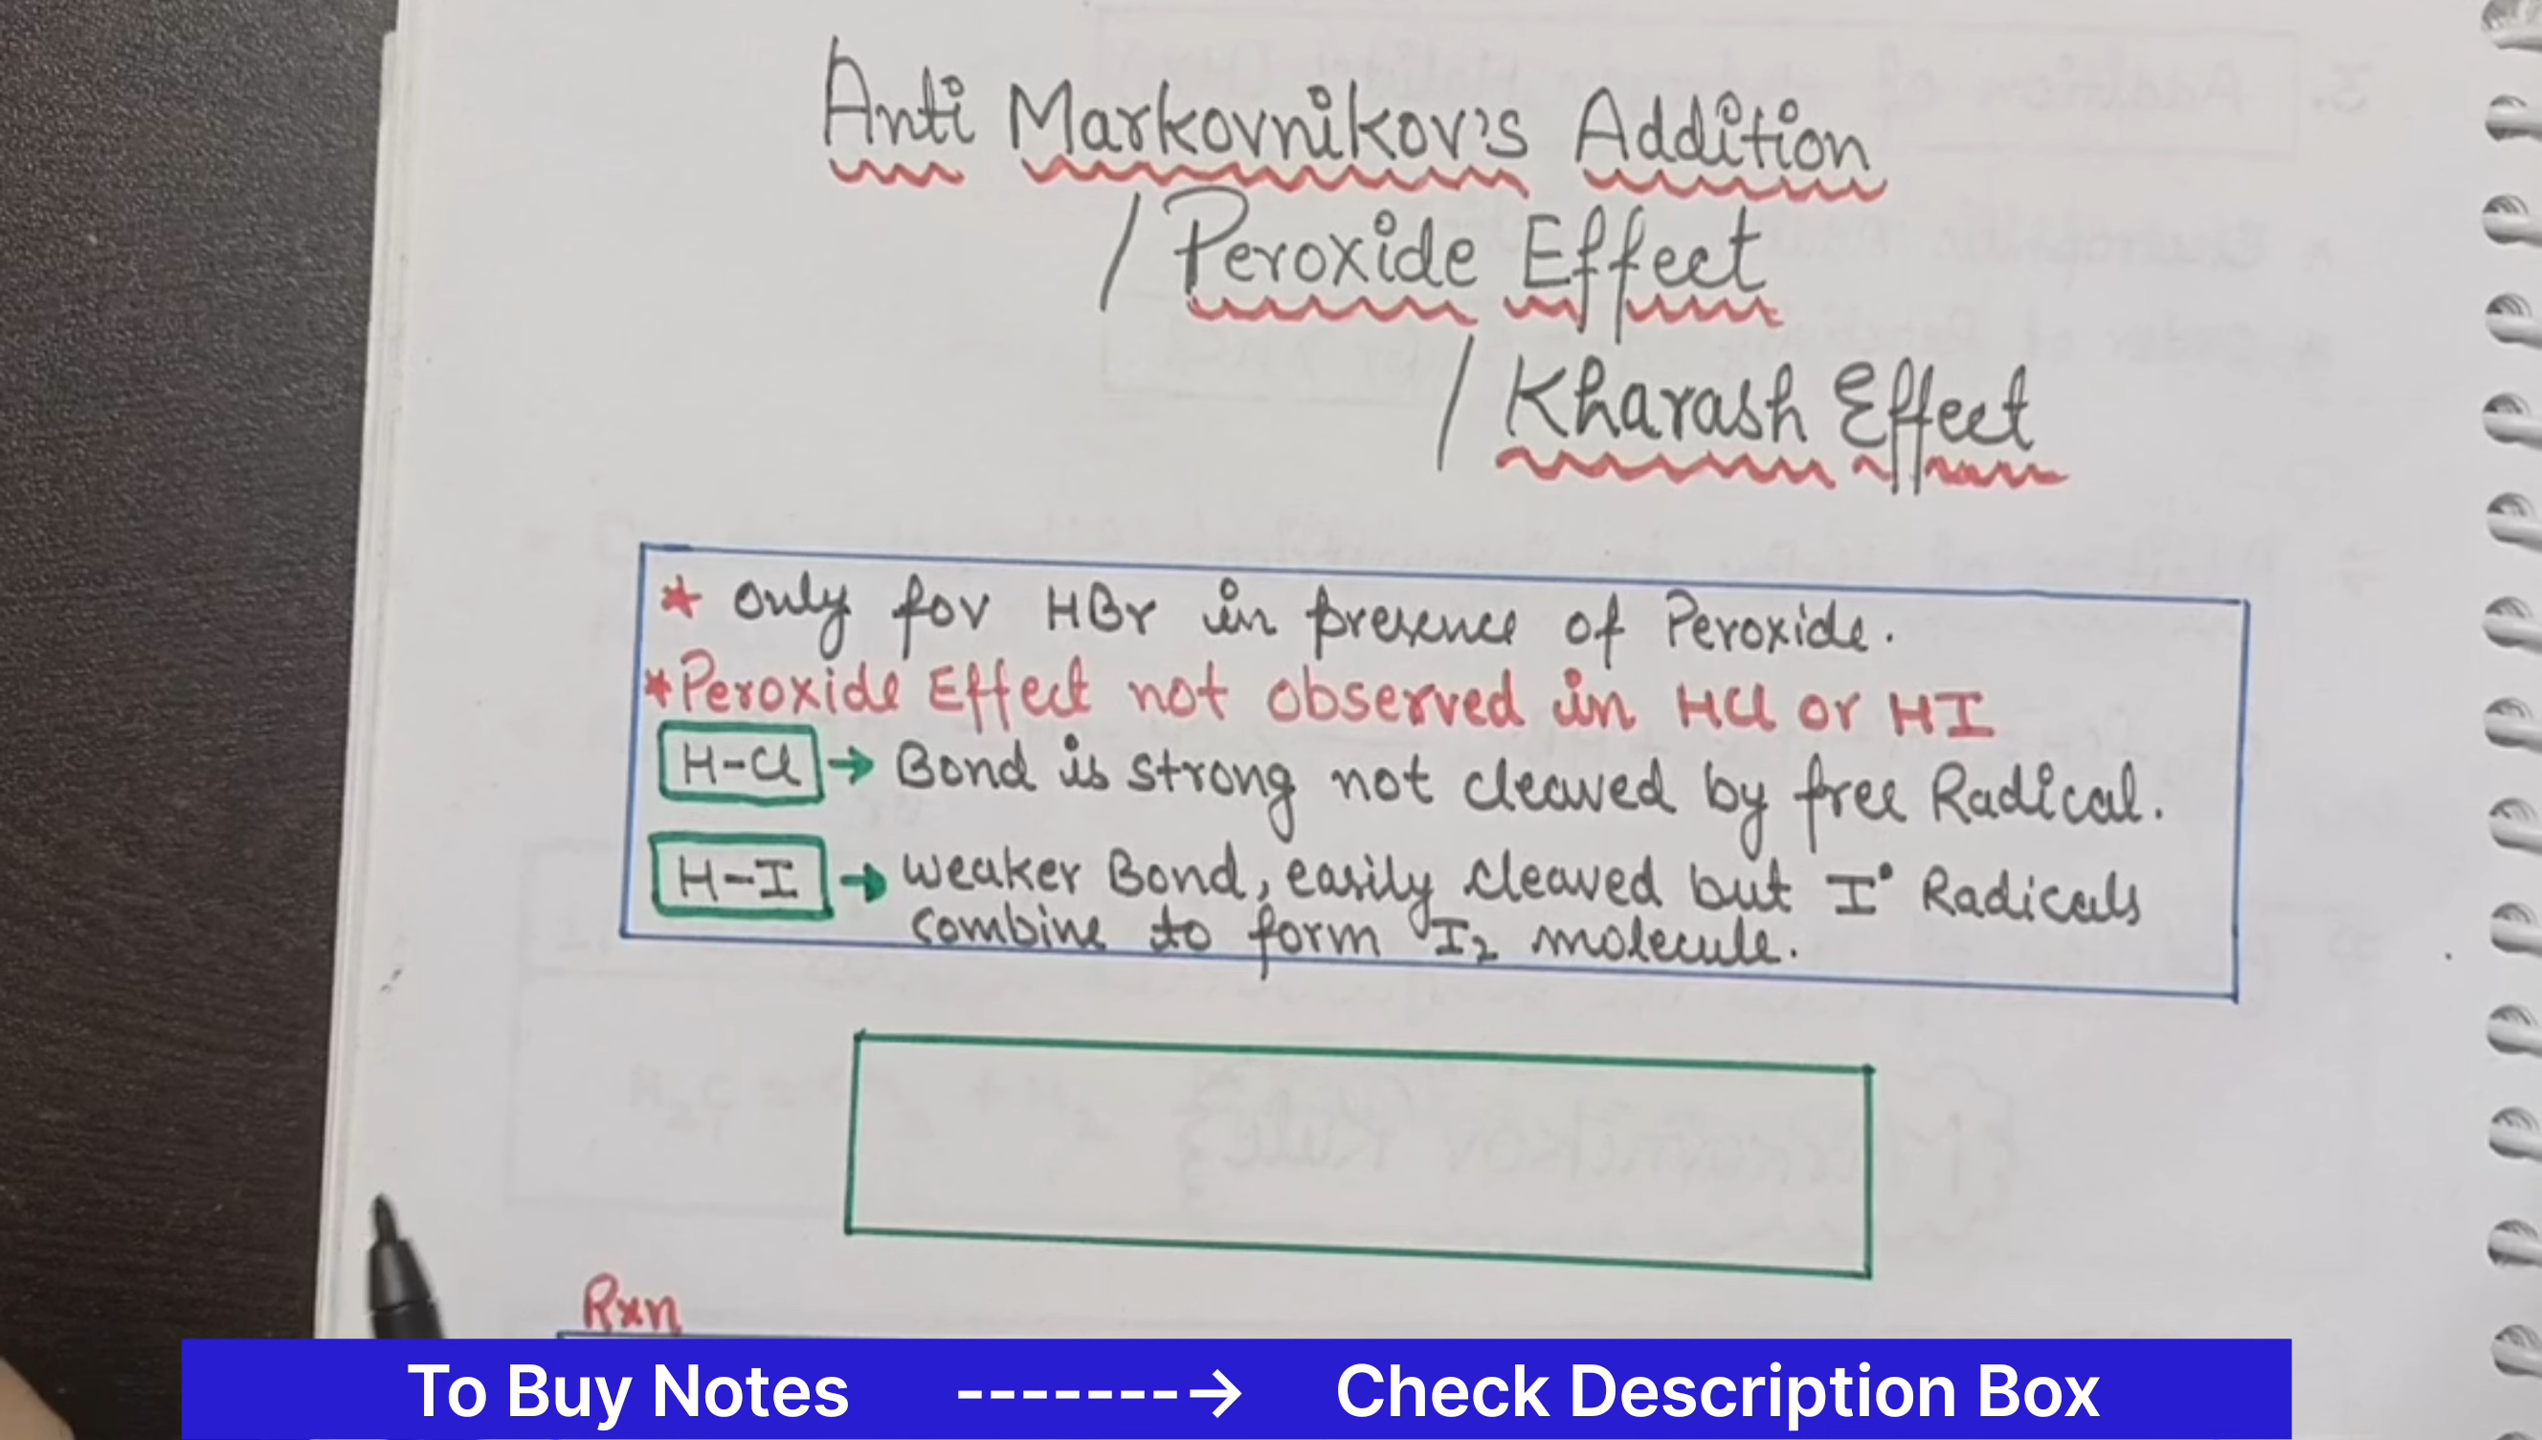 Anti Markovnikov's Addition
/ Peroxide Effect
/ Kharash Effect
* only for HBr in presence of Peroxide.
* Peroxide Effect not observed in HCl or HI
H-Cl → Bond is strong not cleaved by free Radical.
H-I → weaker Bond, easily cleaved but I• Radicals
combine to form I₂ molecule.
Rxn
To Buy Notes -------→ Check Description Box